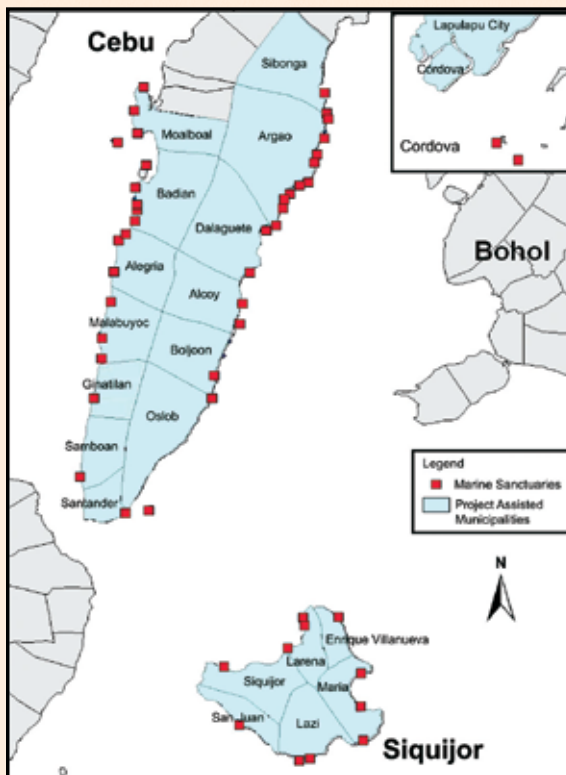 Cebu
Sibonga
Moalboal
Argao
Badian
Dalaguete
Alegria
Alcoy
Malabuyoc
Boljoon
Ginatilan
Oslob
Samboan
Santander
Lapulapu City
Cordova
Cordova
Bohol
Legend
Marine Sanctuaries
Project Assisted
Municipalities
N
Enrique Villanueva
Larena
Siquijor
Maria
San Juan
Lazi
Siquijor